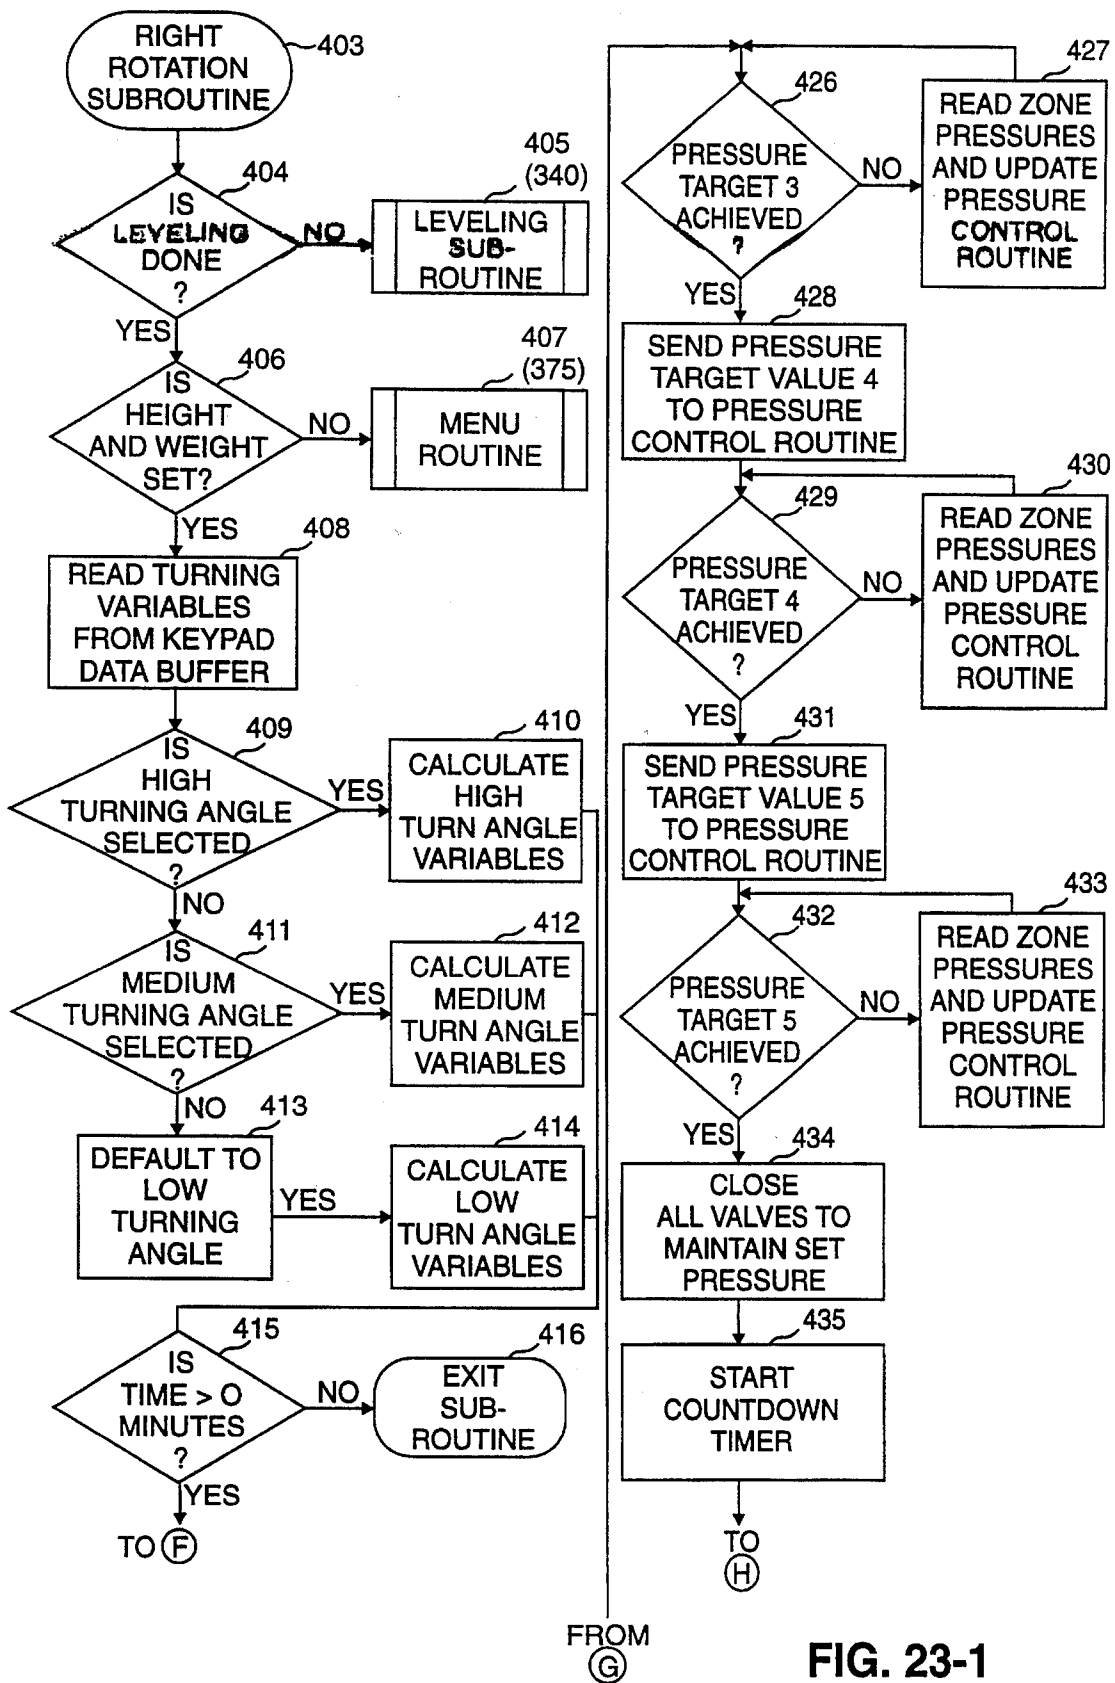 RIGHT
ROTATION
SUBROUTINE
403
404
IS
LEVELING
DONE
?
NO
405
(340)
LEVELING
SUB-
ROUTINE
YES
406
IS
HEIGHT
AND WEIGHT
SET?
NO
407
(375)
MENU
ROUTINE
YES
408
READ TURNING
VARIABLES
FROM KEYPAD
DATA BUFFER
409
IS
HIGH
TURNING ANGLE
SELECTED
?
YES
410
CALCULATE
HIGH
TURN ANGLE
VARIABLES
NO
411
IS
MEDIUM
TURNING ANGLE
SELECTED
?
YES
412
CALCULATE
MEDIUM
TURN ANGLE
VARIABLES
NO
413
DEFAULT TO
LOW
TURNING
ANGLE
YES
414
CALCULATE
LOW
TURN ANGLE
VARIABLES
415
IS
TIME > O
MINUTES
?
NO
416
EXIT
SUB-
ROUTINE
YES
TO F
FROM
G
426
PRESSURE
TARGET 3
ACHIEVED
?
NO
427
READ ZONE
PRESSURES
AND UPDATE
PRESSURE
CONTROL
ROUTINE
YES
428
SEND PRESSURE
TARGET VALUE 4
TO PRESSURE
CONTROL ROUTINE
429
PRESSURE
TARGET 4
ACHIEVED
?
NO
430
READ ZONE
PRESSURES
AND UPDATE
PRESSURE
CONTROL
ROUTINE
YES
431
SEND PRESSURE
TARGET VALUE 5
TO PRESSURE
CONTROL ROUTINE
432
PRESSURE
TARGET 5
ACHIEVED
?
NO
433
READ ZONE
PRESSURES
AND UPDATE
PRESSURE
CONTROL
ROUTINE
YES
434
CLOSE
ALL VALVES TO
MAINTAIN SET
PRESSURE
435
START
COUNTDOWN
TIMER
TO
H
FIG. 23-1